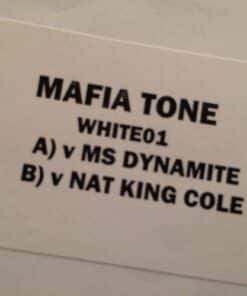 MAFIA TONE
WHITE01
A) v MS DYNAMITE
B) v NAT KING COLE